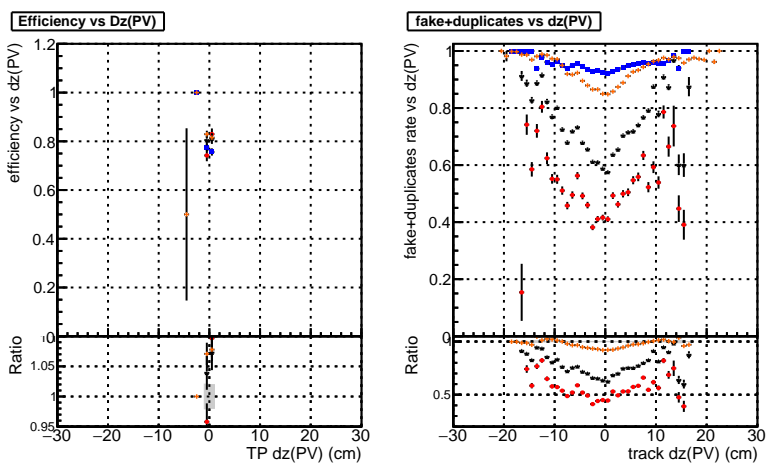 Efficiency vs Dz(PV)
efficiency vs dz(PV)
1.2
1
0.8
0.6
0.4
0.2
0
Ratio
1.05
1
0.95
−30 −20 −10 0 10 20 30
TP dz(PV) (cm)
fake+duplicates vs dz(PV)
fake+duplicates rate vs dz(PV)
1
0.8
0.6
0.4
0.2
0
Ratio
0.5
−30 −20 −10 0 10 20 30
track dz(PV) (cm)